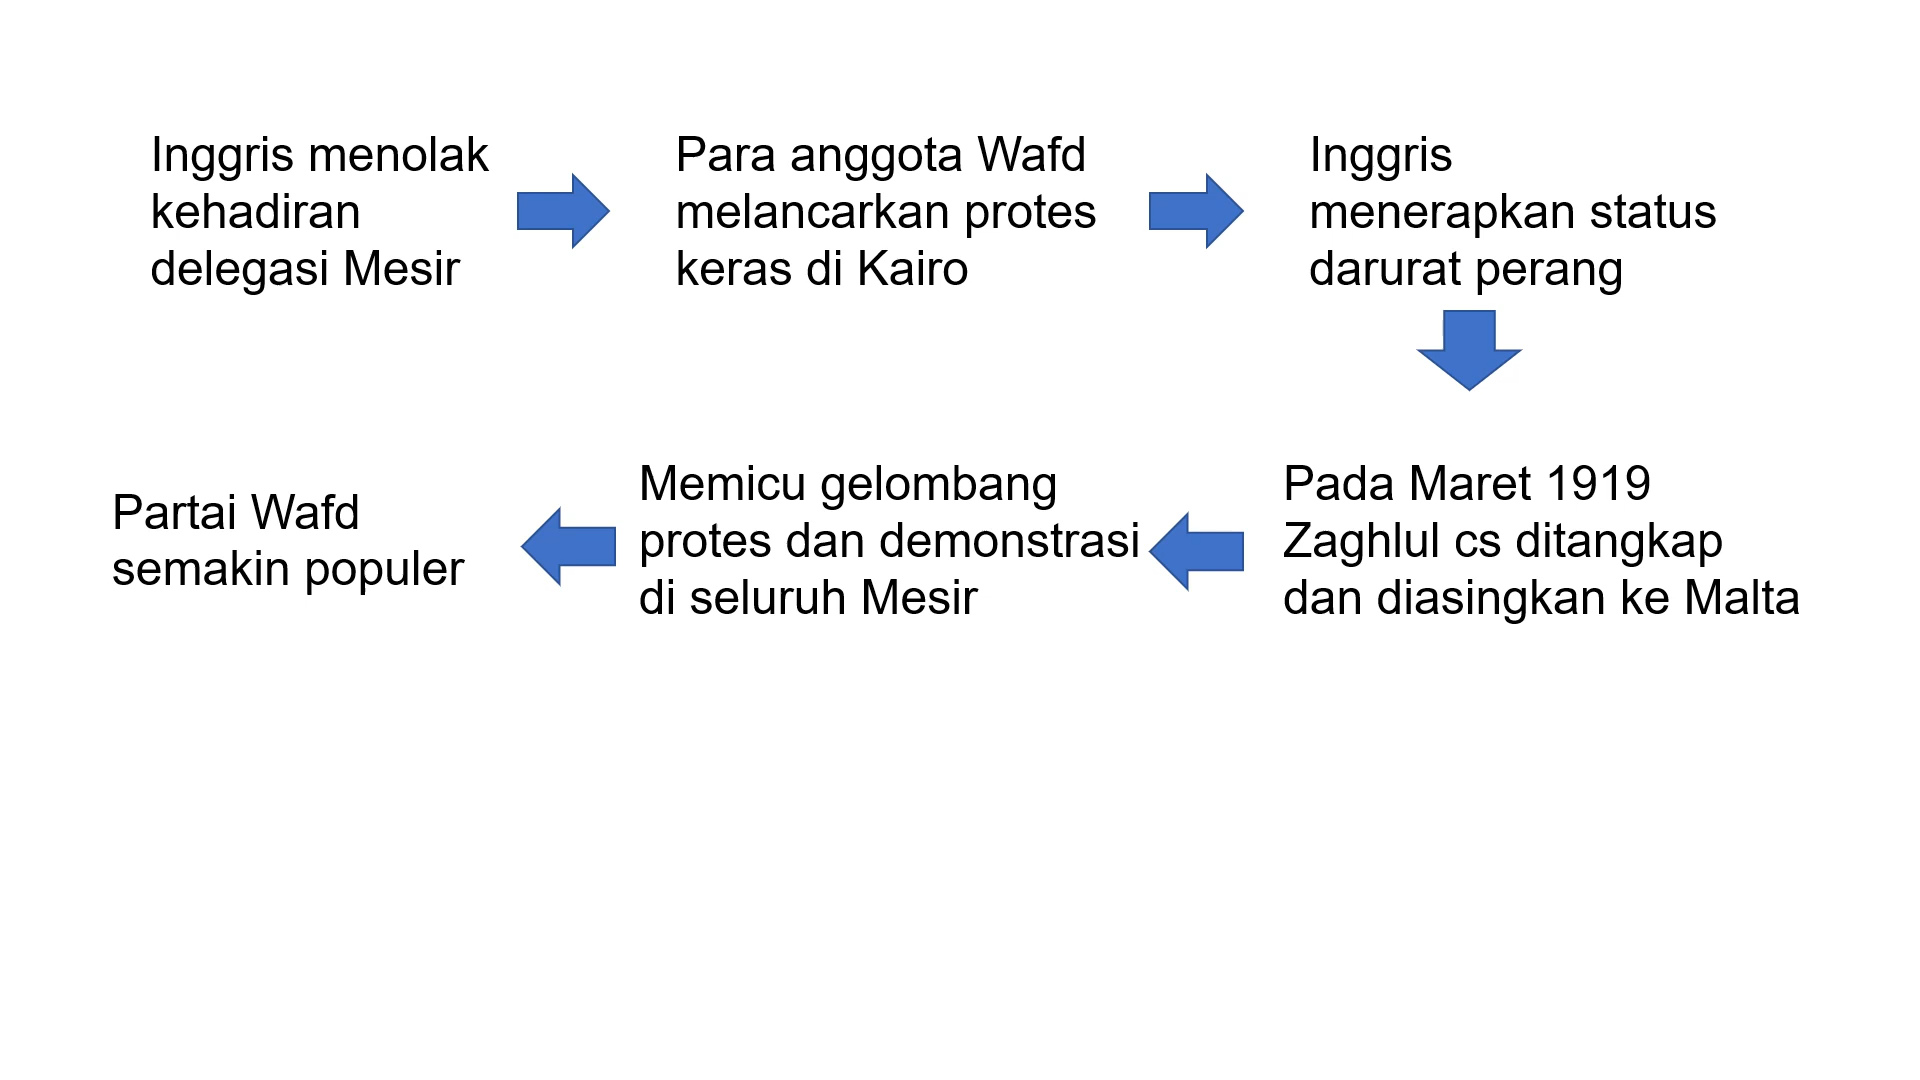 Inggris menolak
kehadiran
delegasi Mesir
Para anggota Wafd
melancarkan protes
keras di Kairo
Inggris
menerapkan status
darurat perang
Pada Maret 1919
Zaghlul cs ditangkap
dan diasingkan ke Malta
Memicu gelombang
protes dan demonstrasi
di seluruh Mesir
Partai Wafd
semakin populer